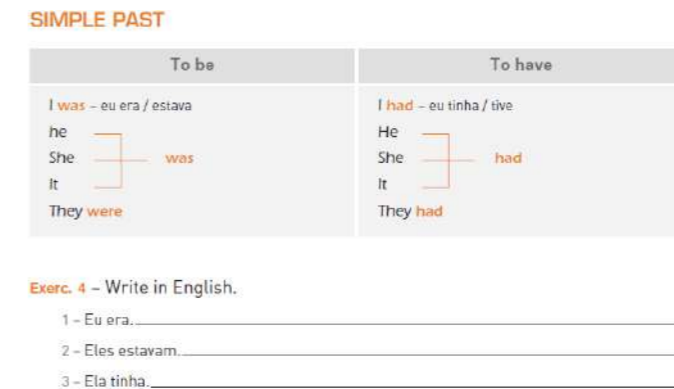 SIMPLE PAST
To be To have
I was – eu era / estava
he
She was
It
They were
I had – eu tinha / tive
He
She had
It
They had
Exerc. 4 – Write in English.
1 – Eu era.
2 – Eles estavam.
3 – Ela tinha.